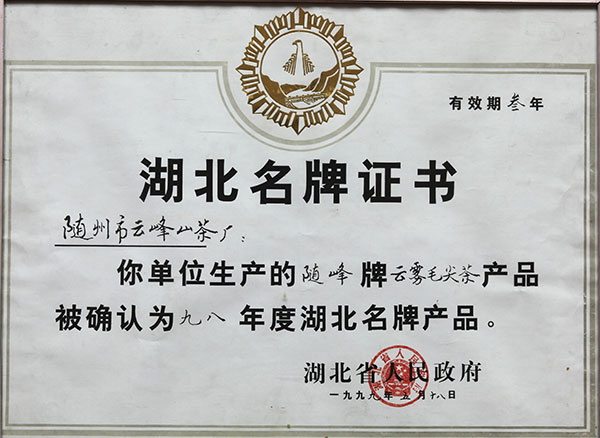 有效期叁年
湖北名牌证书
随州市云峰山茶厂：
你单位生产的随峰牌云雾毛尖茶产品
被确认为九八年度湖北名牌产品。
湖北省人民政府
一九九九年五月十八日